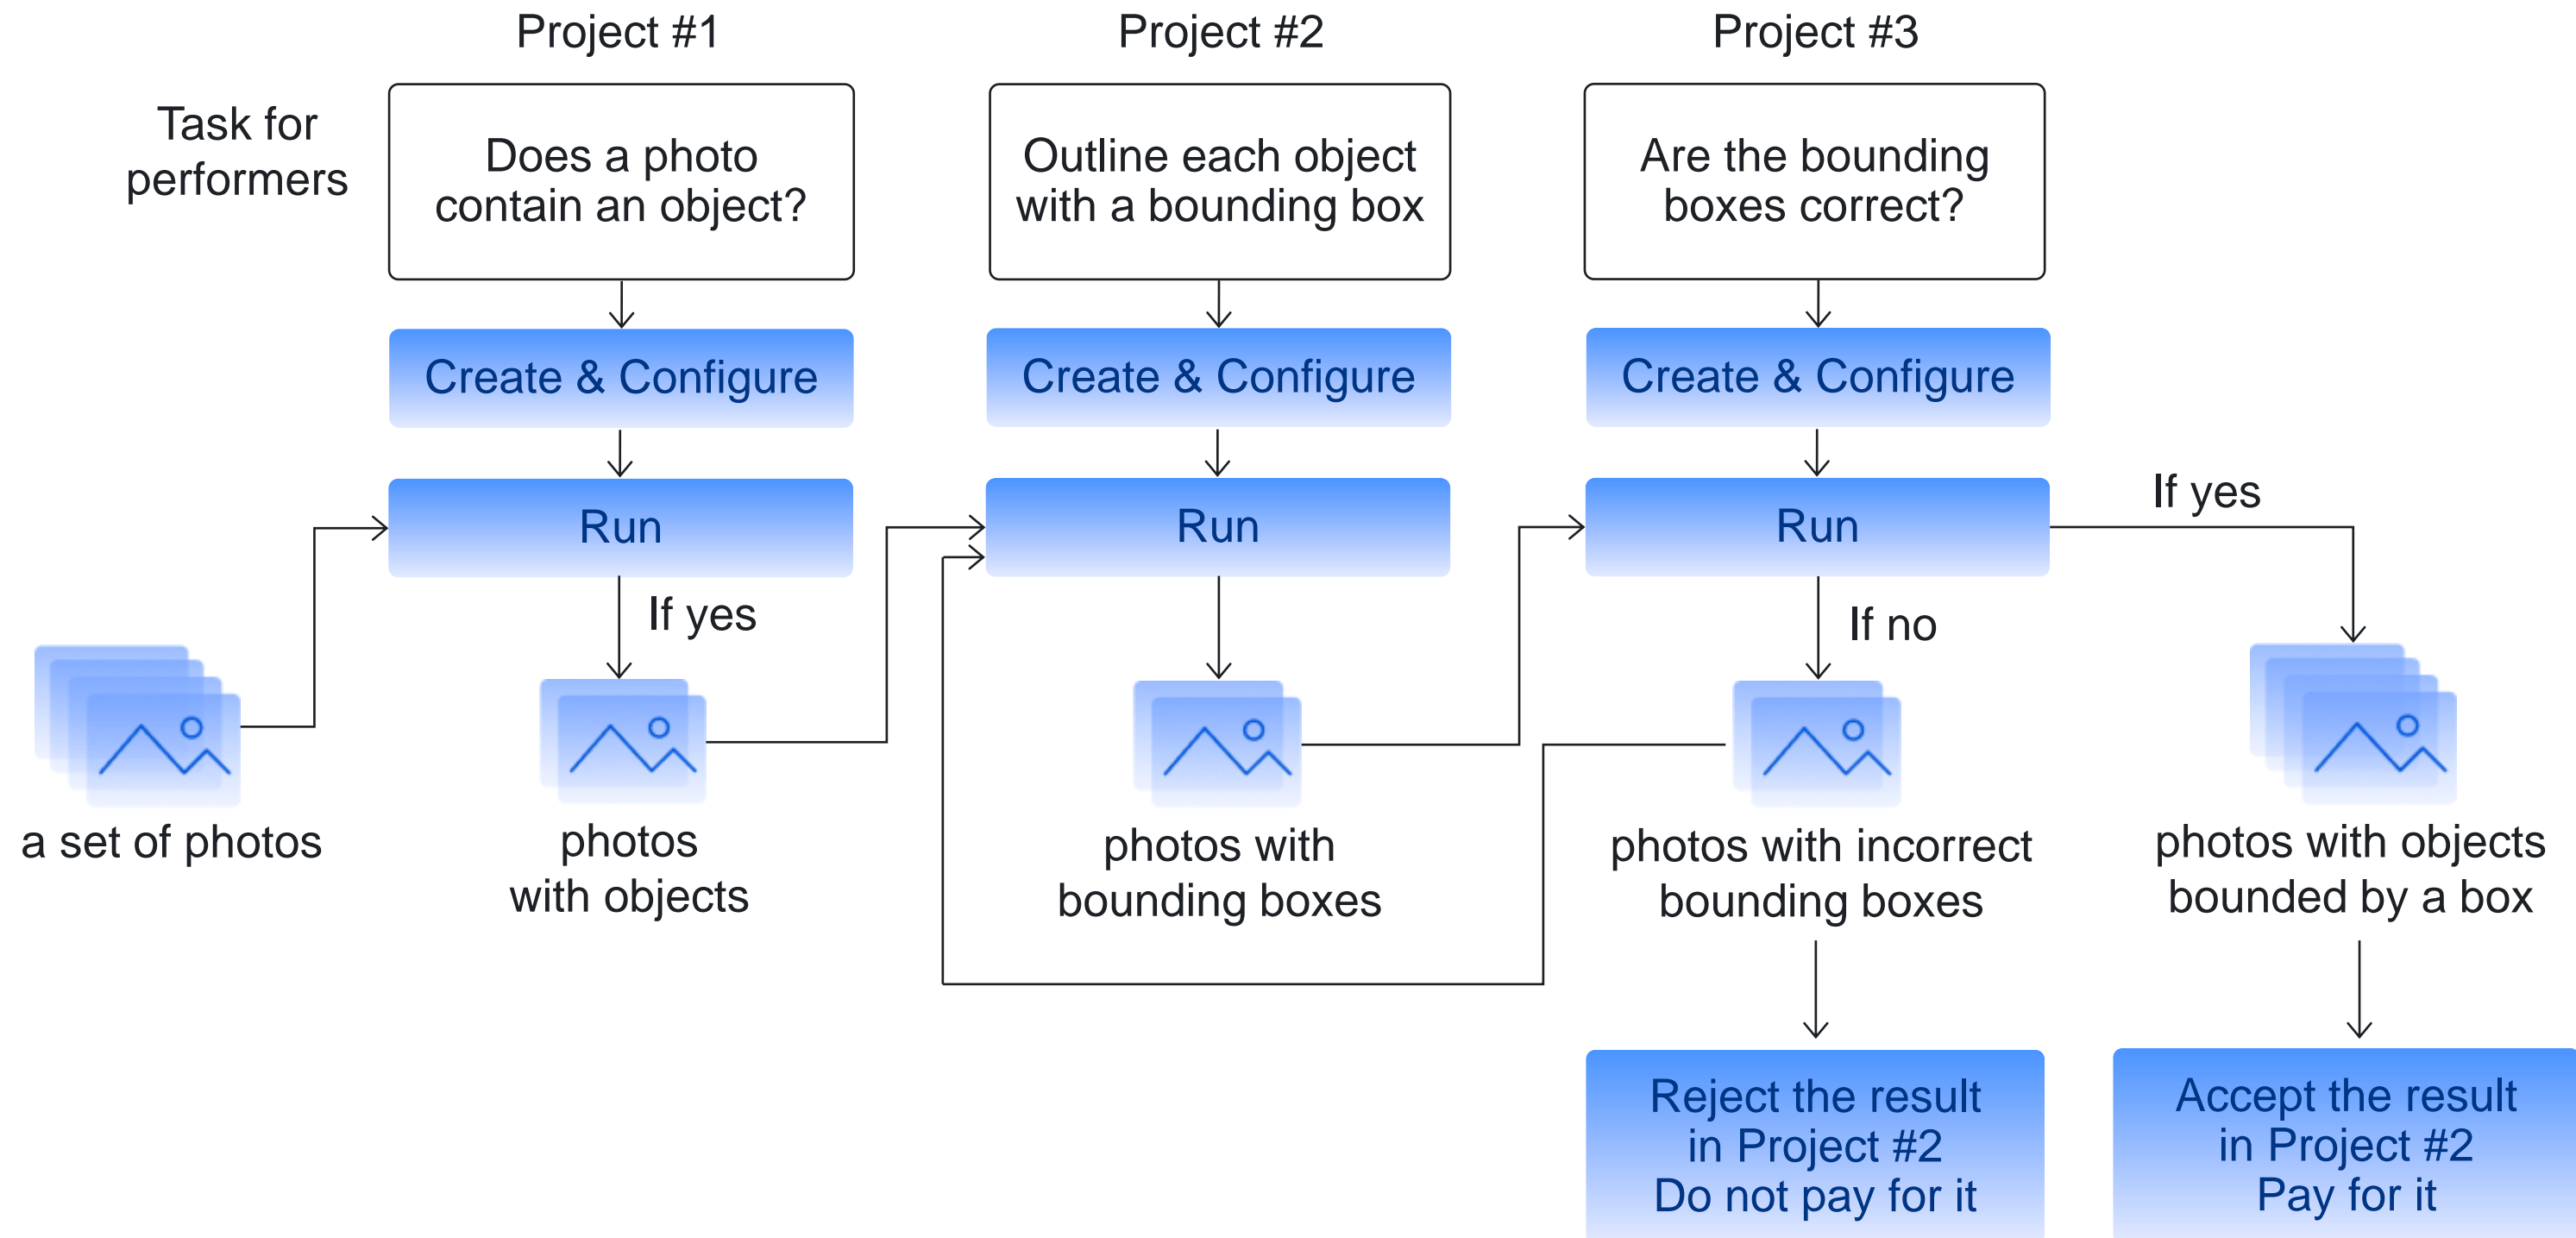 Project #1
Project #2
Project #3
Task for
performers
Does a photo
contain an object?
Outline each object
with a bounding box
Are the bounding
boxes correct?
Create & Configure
Create & Configure
Create & Configure
Run
Run
Run
If yes
If yes
If no
a set of photos
photos
with objects
photos with
bounding boxes
photos with incorrect
bounding boxes
photos with objects
bounded by a box
Reject the result
in Project #2
Do not pay for it
Accept the result
in Project #2
Pay for it